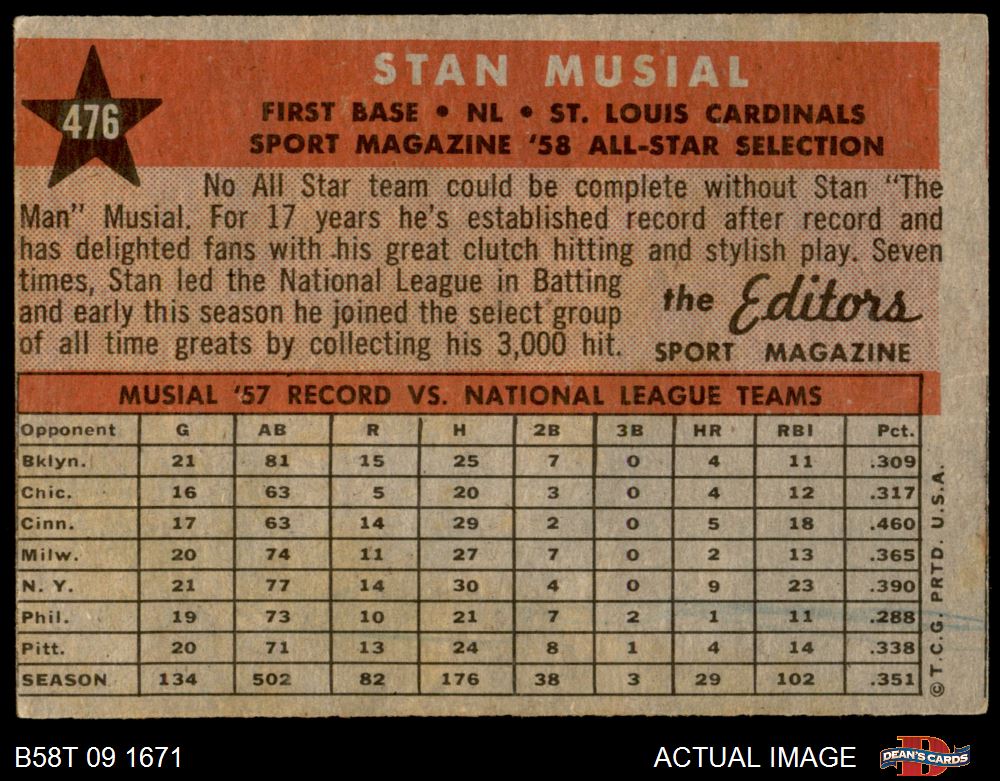 476
STAN MUSIAL
FIRST BASE • NL • ST. LOUIS CARDINALS
SPORT MAGAZINE '58 ALL-STAR SELECTION
No All Star team could be complete without Stan "The
Man" Musial. For 17 years he's established record after record and
has delighted fans with his great clutch hitting and stylish play. Seven
times, Stan led the National League in Batting
and early this season he joined the select group
of all time greats by collecting his 3,000 hit.
the Editors
SPORT MAGAZINE
MUSIAL '57 RECORD VS. NATIONAL LEAGUE TEAMS
Opponent G AB R H 2B 3B HR RBI Pct.
Bklyn. 21 81 15 25 7 0 4 11 .309
Chic. 16 63 5 20 3 0 4 12 .317
Cinn. 17 63 14 29 2 0 5 18 .460
Milw. 20 74 11 27 7 0 2 13 .365
N. Y. 21 77 14 30 4 0 9 23 .390
Phil. 19 73 10 21 7 2 1 11 .288
Pitt. 20 71 13 24 8 1 4 14 .338
SEASON 134 502 82 176 38 3 29 102 .351
© T.C.G. PRTD. U.S.A.
B58T 09 1671
ACTUAL IMAGE
DEAN'S CARDS